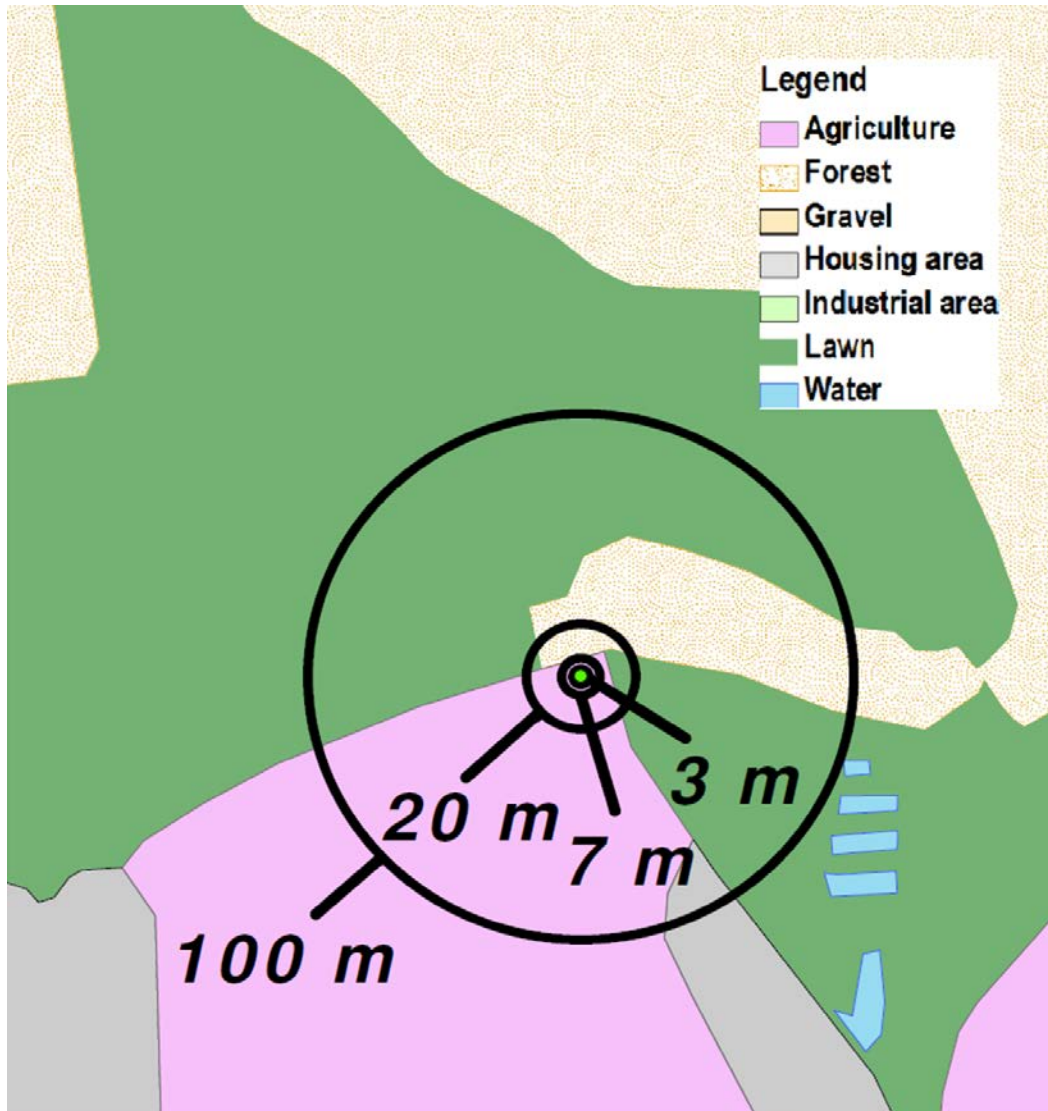 Legend
Agriculture
Forest
Gravel
Housing area
Industrial area
Lawn
Water
3 m
20 m
7 m
100 m